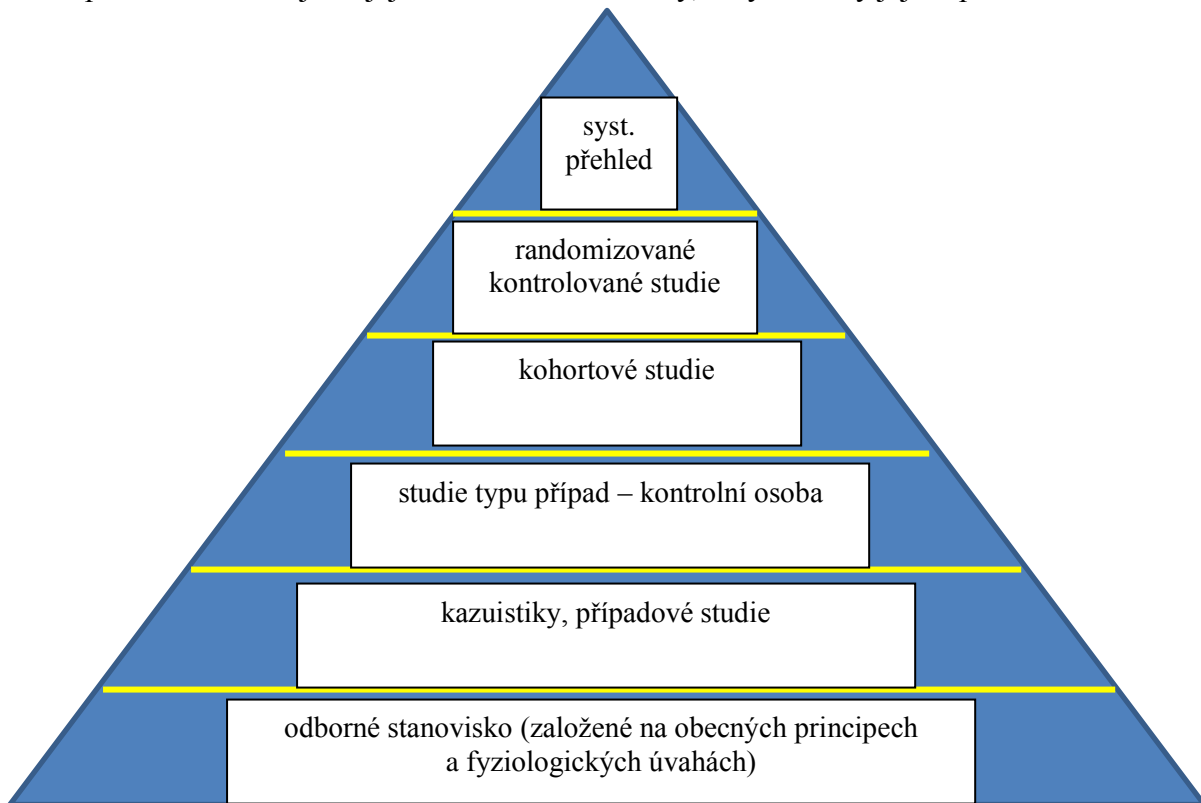 syst.
přehled
randomizované
kontrolované studie
kohortové studie
studie typu případ – kontrolní osoba
kazuistiky, případové studie
odborné stanovisko (založené na obecných principech
a fyziologických úvahách)